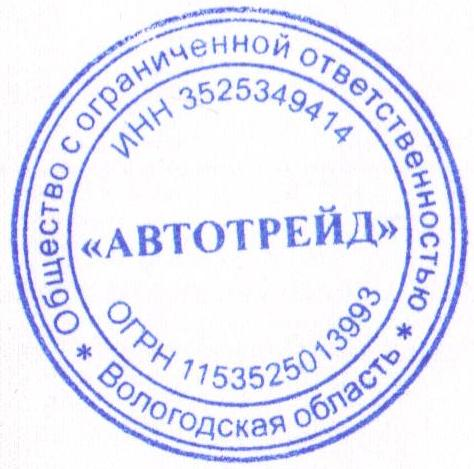 Общество с ограниченной ответственностью
ИНН 3525349414
«АВТОТРЕЙД»
ОГРН 1153525013993
* Вологодская область *